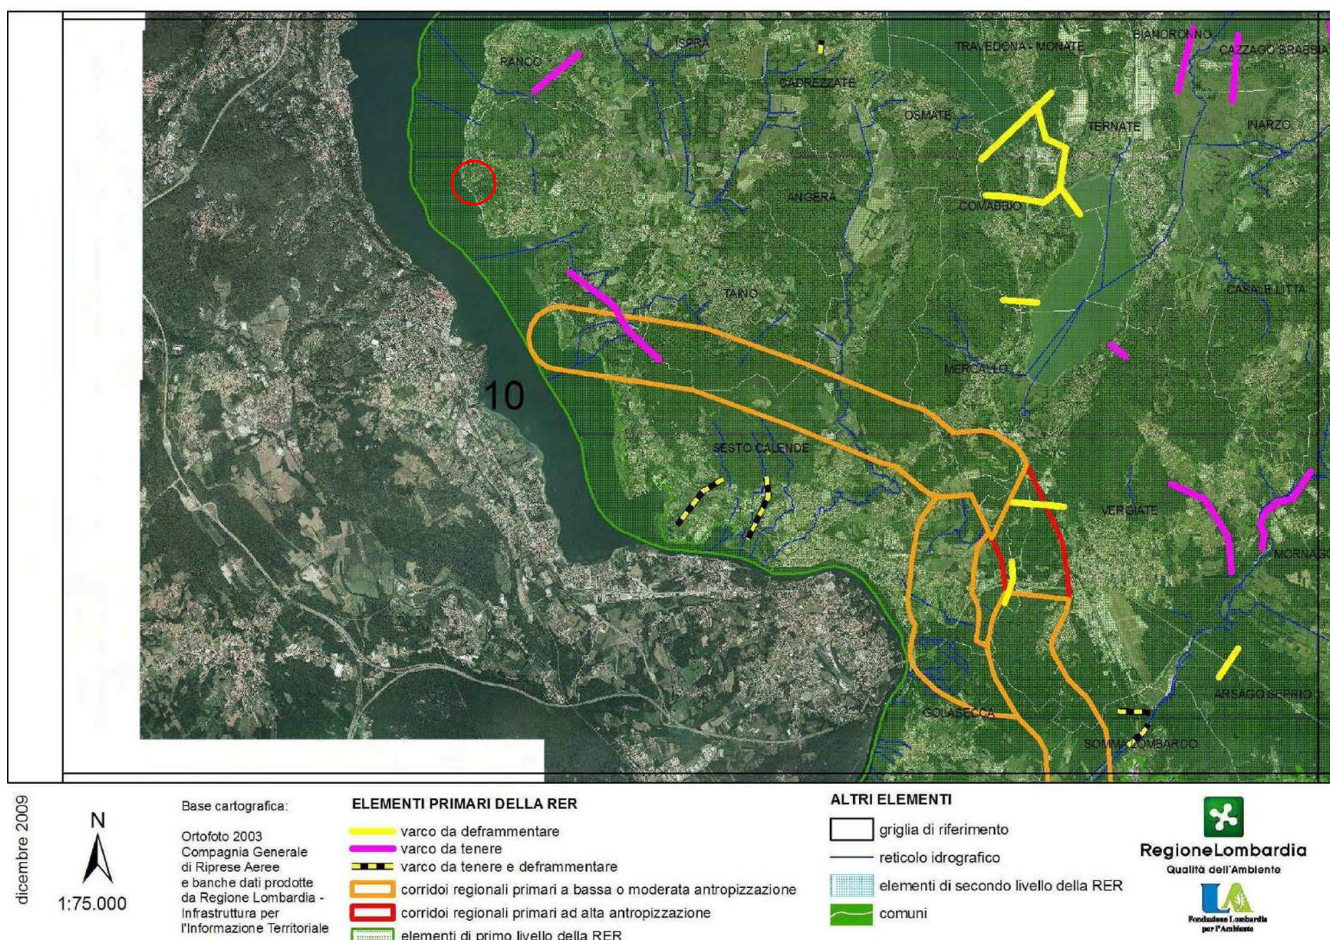 BIANDRONNO
ISPRA
TRAVEDONA - MONATE
CAZZAGO BRABBIA
RANCO
CADREZZATE
OSMATE
TERNATE
INARZO
ANGERA
COMABBIO
TAINO
CASALE LITTA
MERCALLO
10
SESTO CALENDE
VERGIATE
MORNAGO
ARSAGO SEPRIO
GOLASECCA
SOMMA LOMBARDO
dicembre 2009
N
1:75.000
Base cartografica:
Ortofoto 2003
Compagnia Generale
di Riprese Aeree
e banche dati prodotte
da Regione Lombardia -
Infrastruttura per
l'Informazione Territoriale
ELEMENTI PRIMARI DELLA RER
varco da deframmentare
varco da tenere
varco da tenere e deframmentare
corridoi regionali primari a bassa o moderata antropizzazione
corridoi regionali primari ad alta antropizzazione
elementi di primo livello della RER
ALTRI ELEMENTI
griglia di riferimento
reticolo idrografico
elementi di secondo livello della RER
comuni
RegioneLombardia
Qualità dell'Ambiente
Fondazione Lombardia
per l'Ambiente